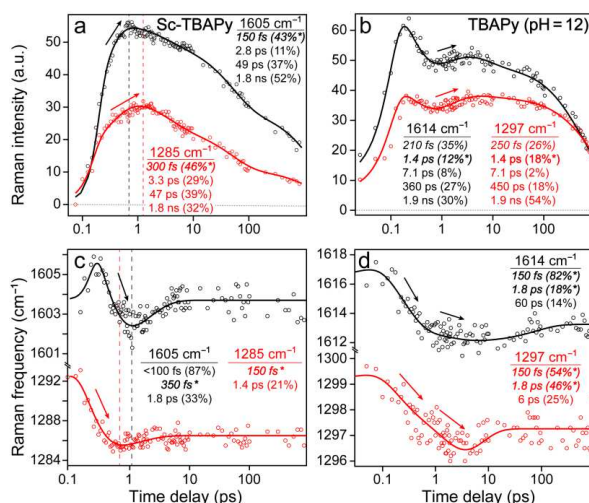 a Sc-TBAPy
1605 cm⁻¹
150 fs (43%*)
2.8 ps (11%)
49 ps (37%)
1.8 ns (52%)
1285 cm⁻¹
300 fs (46%*)
3.3 ps (29%)
47 ps (39%)
1.8 ns (32%)
Raman intensity (a.u.)
50
40
30
20
10
0
0.1 1 10 100
b TBAPy (pH = 12)
1614 cm⁻¹
210 fs (35%)
1.4 ps (12%*)
7.1 ps (8%)
360 ps (27%)
1.9 ns (30%)
1297 cm⁻¹
250 fs (26%)
1.4 ps (18%*)
7.1 ps (2%)
450 ps (18%)
1.9 ns (54%)
60
40
20
0
0.1 1 10 100
c
1605 cm⁻¹
<100 fs (87%)
350 fs*
1.8 ps (33%)
1285 cm⁻¹
150 fs*
1.4 ps (21%)
Raman frequency (cm⁻¹)
1605
1603
1601
1292
1288
1284
0.1 1 10 100
Time delay (ps)
d
1614 cm⁻¹
150 fs (82%*)
1.8 ps (18%*)
60 ps (14%)
1297 cm⁻¹
150 fs (54%*)
1.8 ps (46%*)
6 ps (25%)
1618
1616
1614
1612
1300
1299
1298
1297
1296
0.1 1 10 100
Time delay (ps)